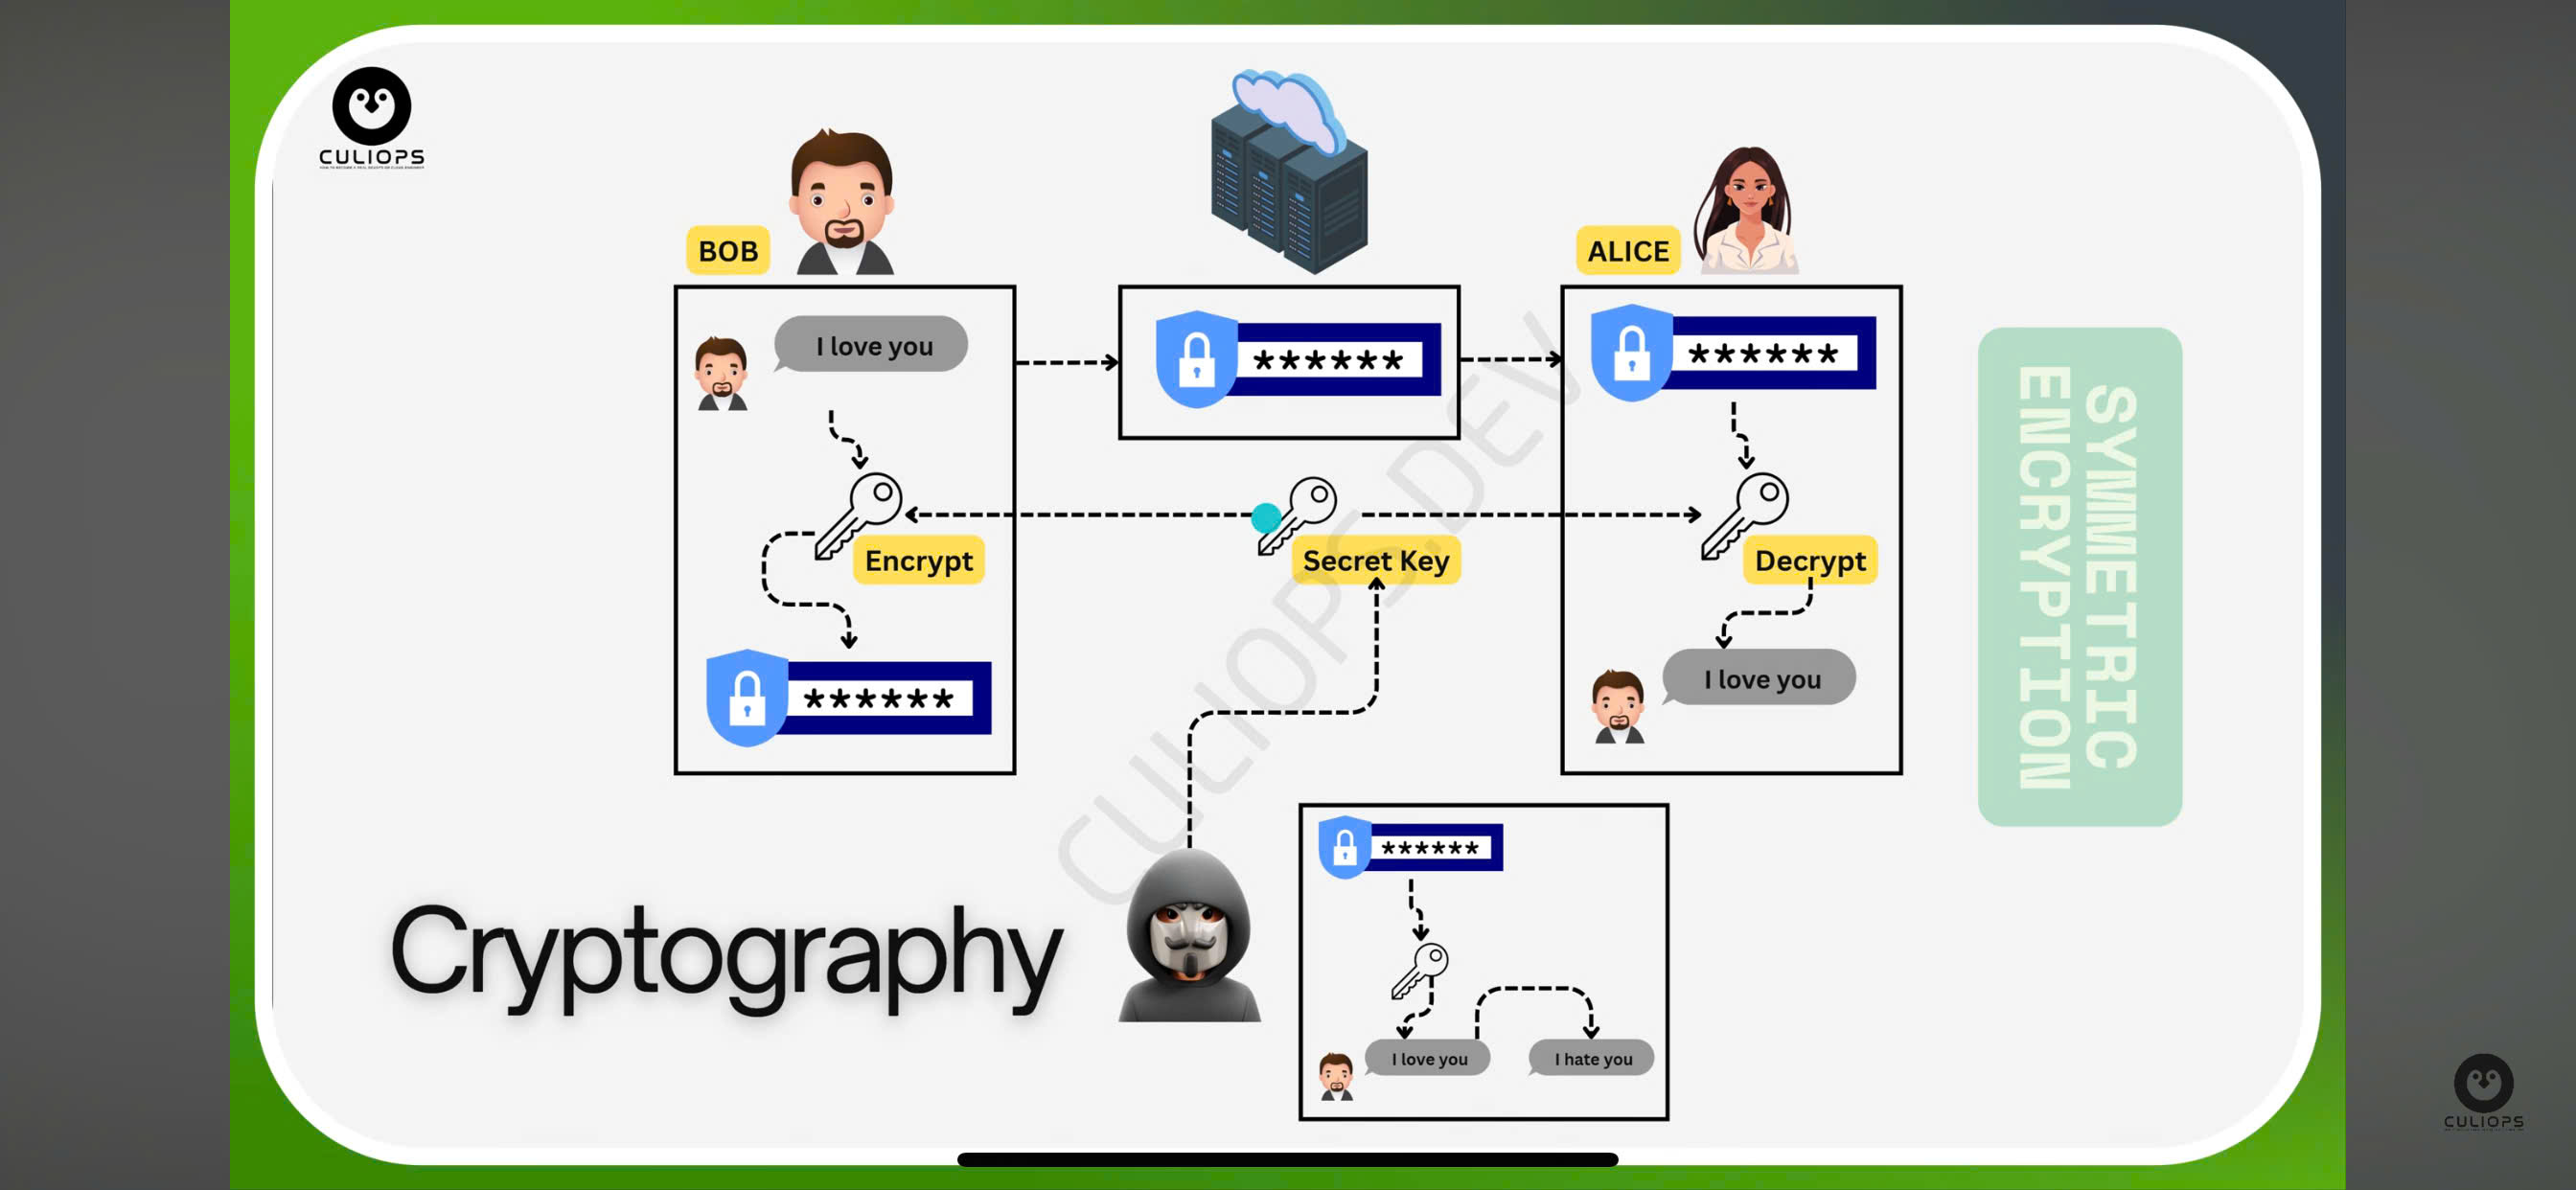 CULIOPS
BOB
ALICE
I love you
******
******
Encrypt
Secret Key
Decrypt
******
I love you
SYMMETRIC
ENCRYPTION
CULIOPS.DEV
Cryptography
******
I love you
I hate you
CULIOPS